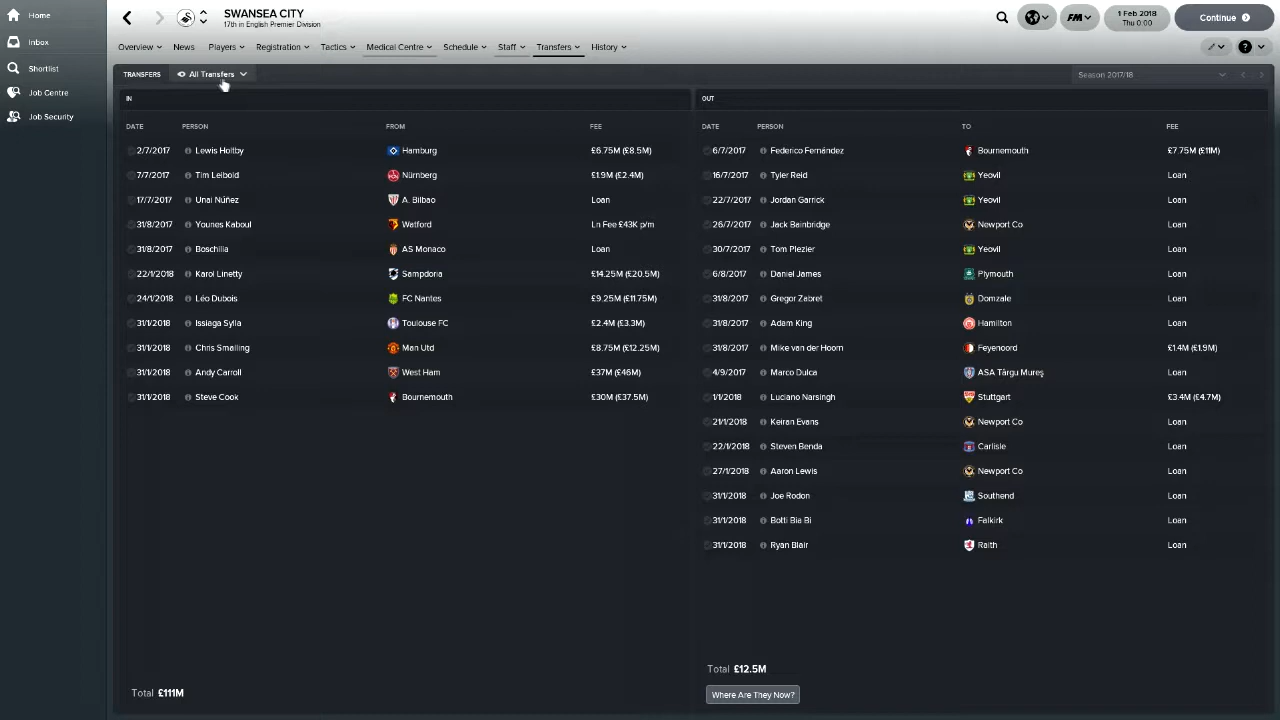 Home
Inbox
Shortlist
Job Centre
Job Security
SWANSEA CITY
17th in English Premier Division
FM
1 Feb 2018
Thu 0:00
Continue
Overview News Players Registration Tactics Medical Centre Schedule Staff Transfers History
?
TRANSFERS All Transfers Season 2017/18
IN
DATE PERSON FROM FEE
2/7/2017 Lewis Holtby Hamburg £6.75M (£8.5M)
7/7/2017 Tim Leibold Nürnberg £1.9M (£2.4M)
17/7/2017 Unai Núñez A. Bilbao Loan
31/8/2017 Younes Kaboul Watford Ln Fee £43K p/m
31/8/2017 Boschilia AS Monaco Loan
22/1/2018 Karol Linetty Sampdoria £14.25M (£20.5M)
24/1/2018 Léo Dubois FC Nantes £9.25M (£11.75M)
31/1/2018 Issiaga Sylla Toulouse FC £2.4M (£3.3M)
31/1/2018 Chris Smalling Man Utd £8.75M (£12.25M)
31/1/2018 Andy Carroll West Ham £37M (£46M)
31/1/2018 Steve Cook Bournemouth £30M (£37.5M)
Total £111M
OUT
DATE PERSON TO FEE
6/7/2017 Federico Fernández Bournemouth £7.75M (£11M)
16/7/2017 Tyler Reid Yeovil Loan
22/7/2017 Jordan Garrick Yeovil Loan
26/7/2017 Jack Bainbridge Newport Co Loan
30/7/2017 Tom Plezier Yeovil Loan
6/8/2017 Daniel James Plymouth Loan
31/8/2017 Gregor Zabret Domzale Loan
31/8/2017 Adam King Hamilton Loan
31/8/2017 Mike van der Hoorn Feyenoord £1.4M (£1.9M)
4/9/2017 Marco Dulca ASA Târgu Mureş Loan
1/1/2018 Luciano Narsingh Stuttgart £3.4M (£4.7M)
21/1/2018 Keiran Evans Newport Co Loan
22/1/2018 Steven Benda Carlisle Loan
27/1/2018 Aaron Lewis Newport Co Loan
31/1/2018 Joe Rodon Southend Loan
31/1/2018 Botti Bia Bi Falkirk Loan
31/1/2018 Ryan Blair Raith Loan
Total £12.5M
Where Are They Now?